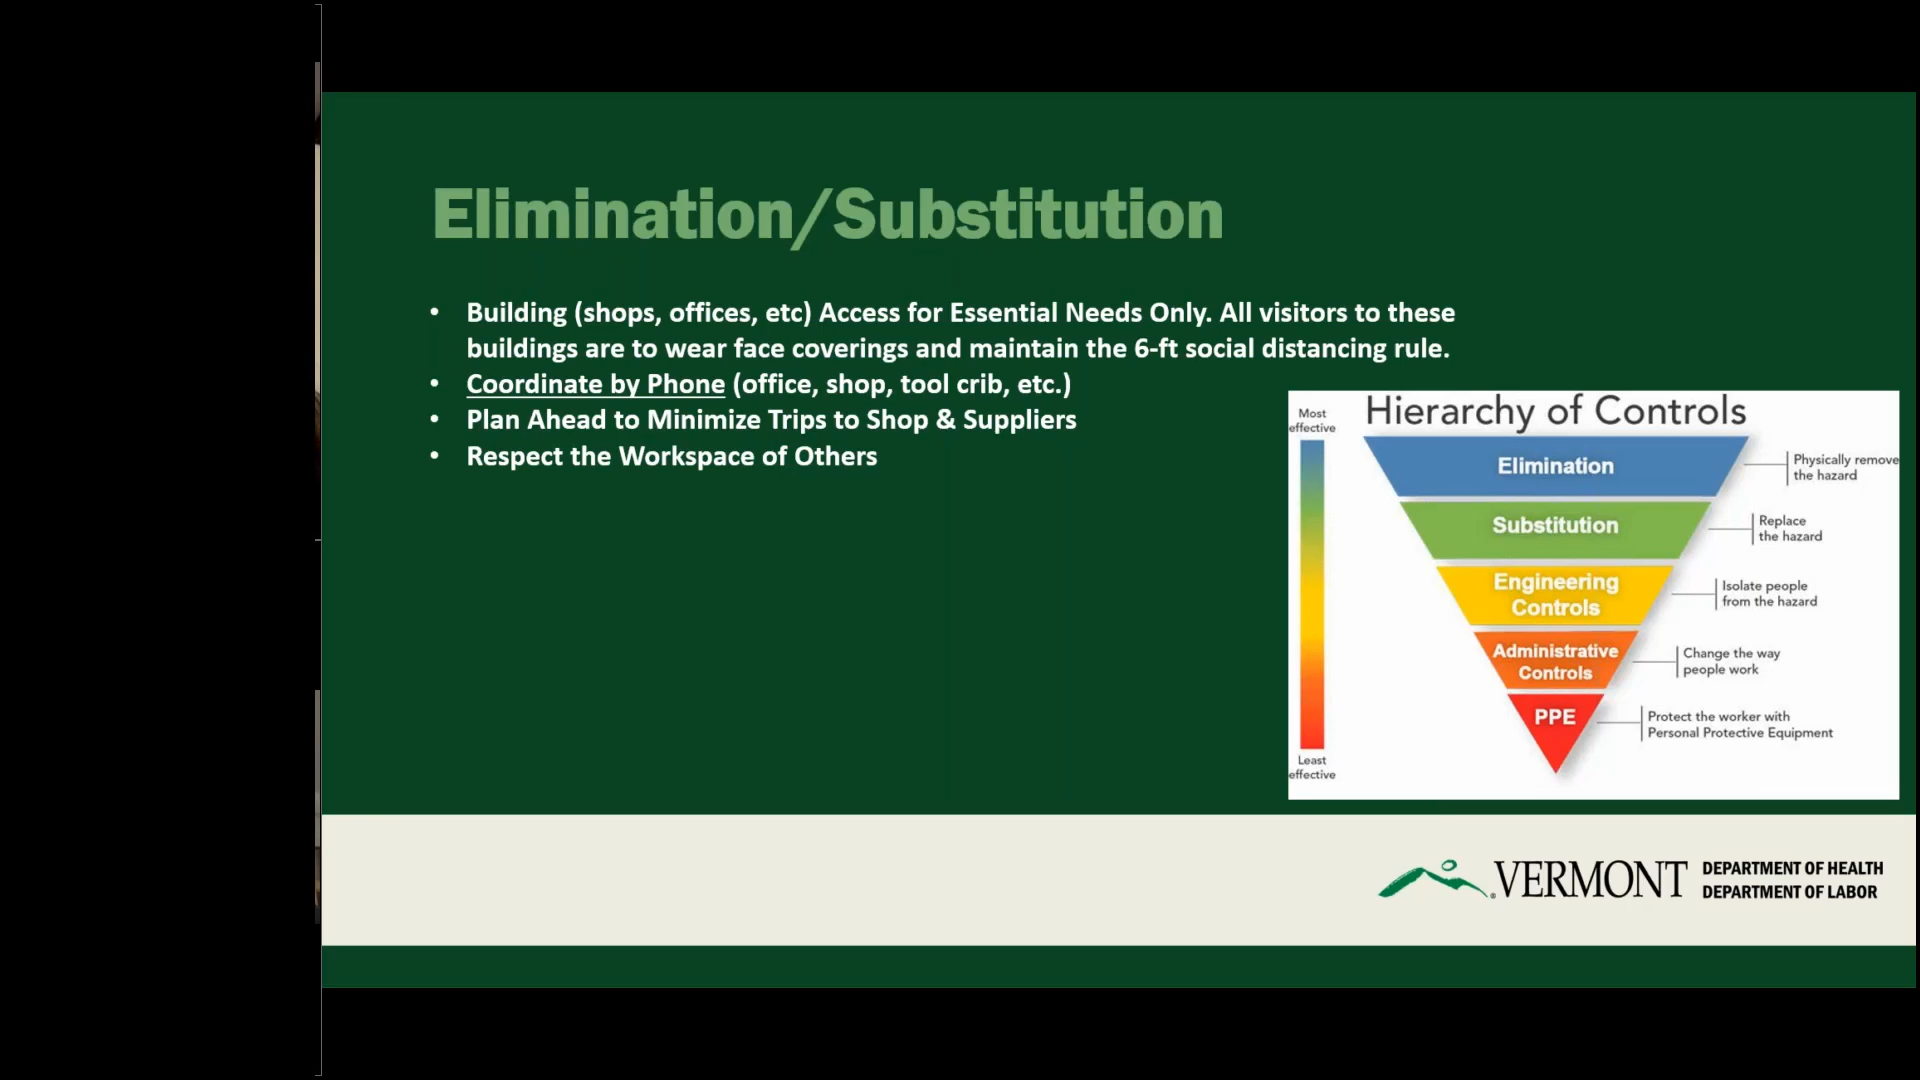 Elimination/Substitution
• Building (shops, offices, etc) Access for Essential Needs Only. All visitors to these
buildings are to wear face coverings and maintain the 6-ft social distancing rule.
• Coordinate by Phone (office, shop, tool crib, etc.)
• Plan Ahead to Minimize Trips to Shop & Suppliers
• Respect the Workspace of Others
Hierarchy of Controls
Most
effective
Elimination
Physically remove
the hazard
Substitution
Replace
the hazard
Engineering
Controls
Isolate people
from the hazard
Administrative
Controls
Change the way
people work
PPE
Protect the worker with
Personal Protective Equipment
Least
effective
VERMONT
DEPARTMENT OF HEALTH
DEPARTMENT OF LABOR